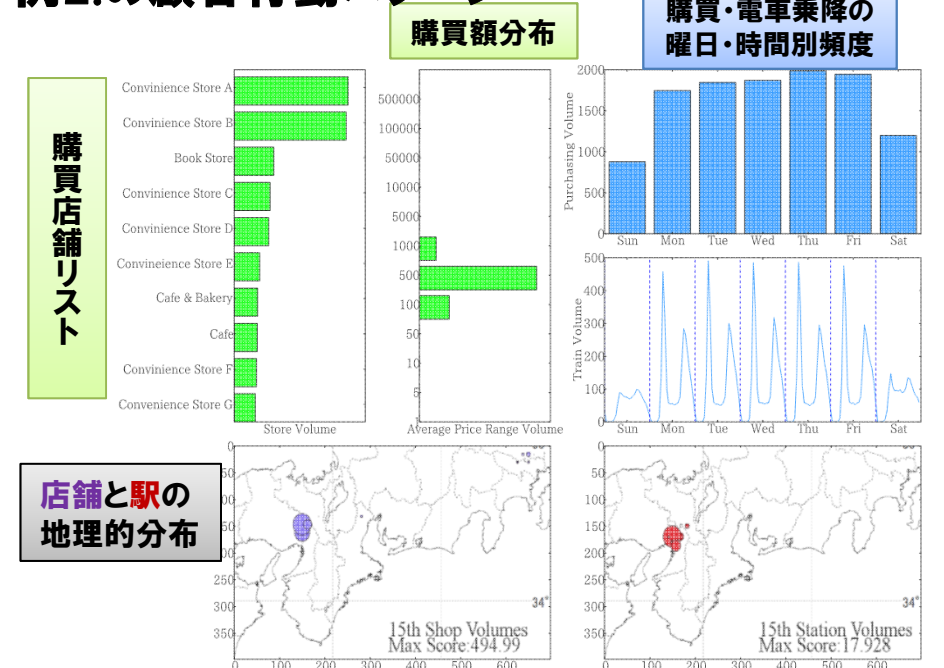 購買額分布
購買・電車乗降の
曜日・時間別頻度
購買店舗リスト
Convinience Store A
Convinience Store B
Book Store
Convinience Store C
Convinience Store D
Convineience Store E
Cafe & Bakery
Cafe
Convinience Store F
Convenience Store G
Store Volume
500000
100000
50000
10000
5000
1000
500
100
50
10
5
1
Average Price Range Volume
Purchasing Volume
2000
1500
1000
500
0
Sun Mon Tue Wed Thu Fri Sat
Train Volume
500
400
300
200
100
0
Sun Mon Tue Wed Thu Fri Sat
店舗と駅の
地理的分布
0
50
100
150
200
250
300
350
34°
15th Shop Volumes
Max Score:494.99
0 100 200 300 400 500 600
0
50
100
150
200
250
300
350
34°
15th Station Volumes
Max Score:17.928
0 100 200 300 400 500 600